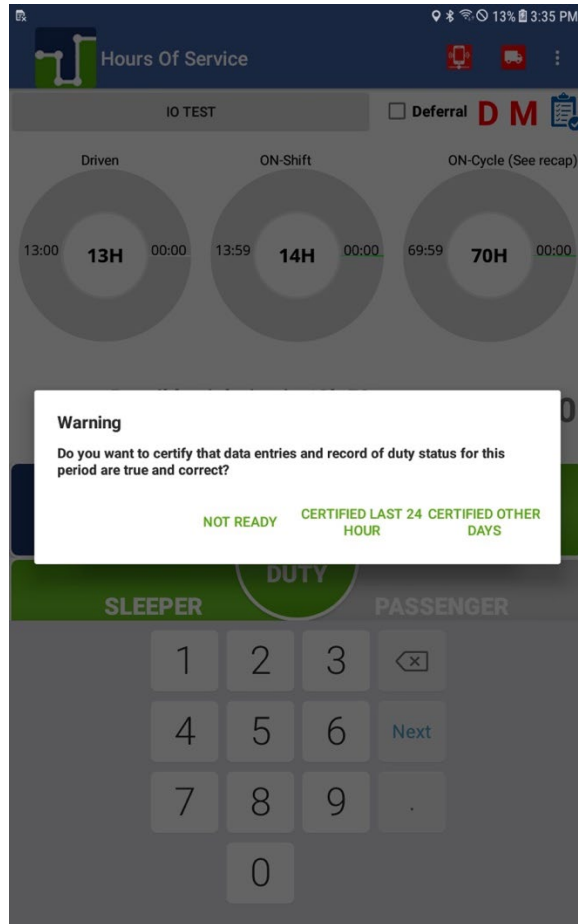 13% 3:35 PM
Hours Of Service
IO TEST
Deferral D M
Driven
ON-Shift
ON-Cycle (See recap)
13:00 13H 00:00
13:59 14H 00:00
69:59 70H 00:00
0
Warning
Do you want to certify that data entries and record of duty status for this
period are true and correct?
NOT READY
CERTIFIED LAST 24
HOUR
CERTIFIED OTHER
DAYS
DUTY
SLEEPER
PASSENGER
1 2 3
4 5 6 Next
7 8 9 .
0